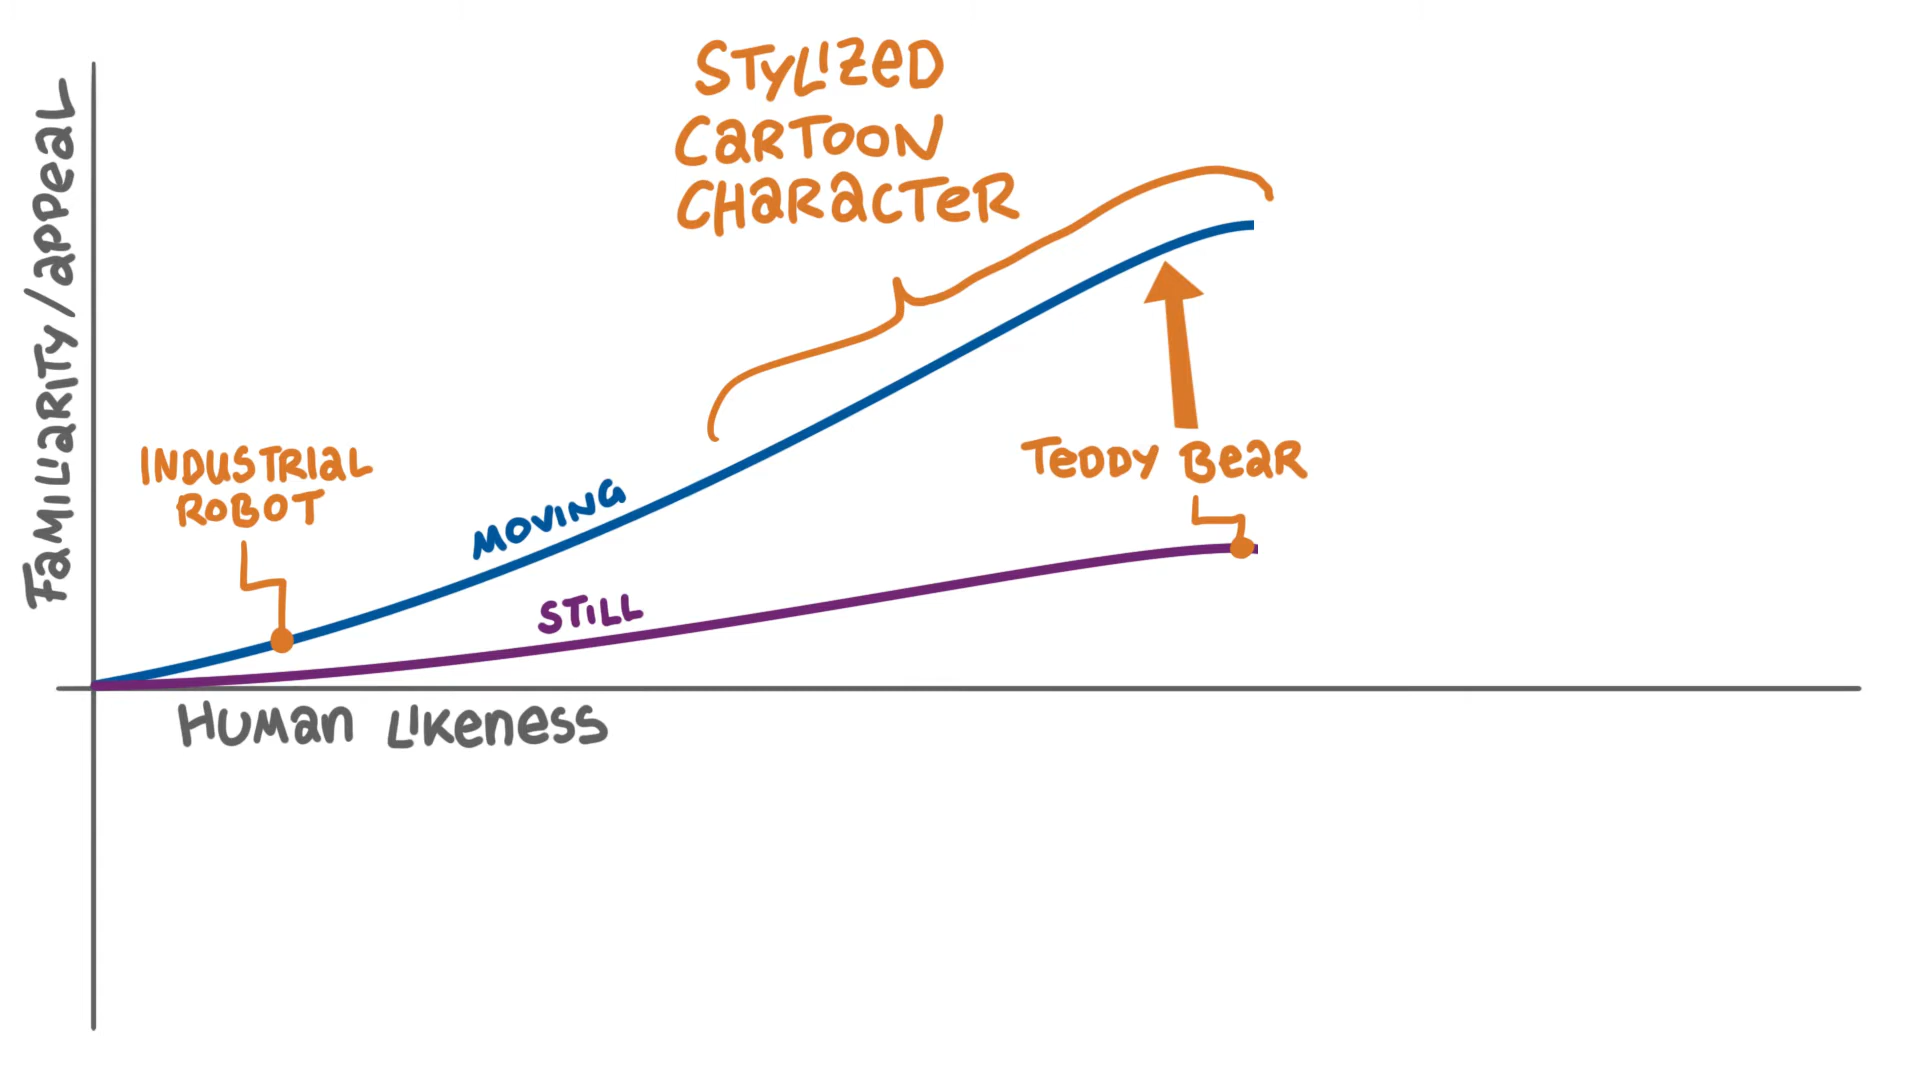 STYLIZED
CARTOON
CHARACTER
FAMILIARITY/APPEAL
INDUSTRIAL
ROBOT
MOVING
TEDDY BEAR
STILL
HUMAN LIKENESS